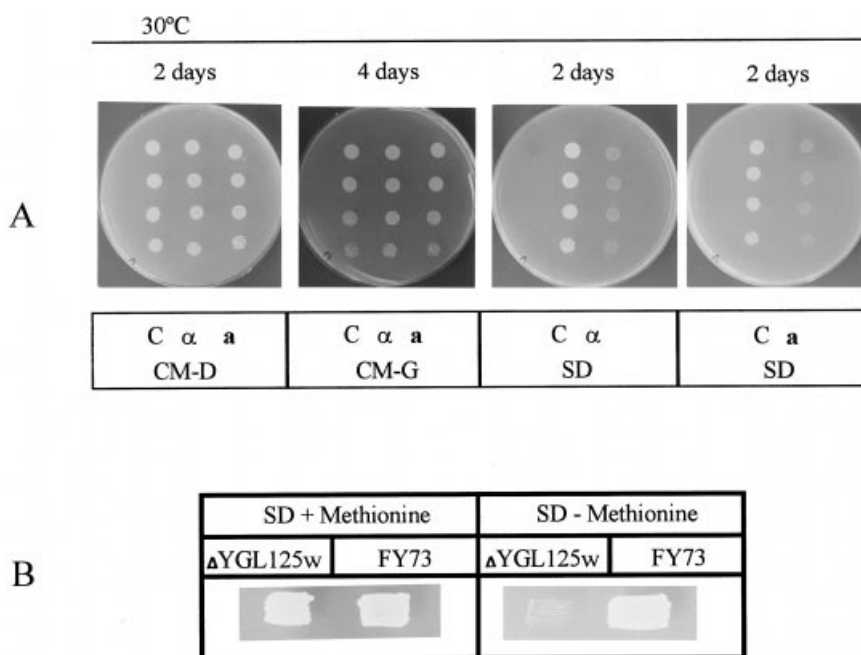 30°C
2 days 4 days 2 days 2 days
A
C α a C α a C α C a
CM-D CM-G SD SD
SD + Methionine SD - Methionine
B
ΔYGL125w FY73 ΔYGL125w FY73